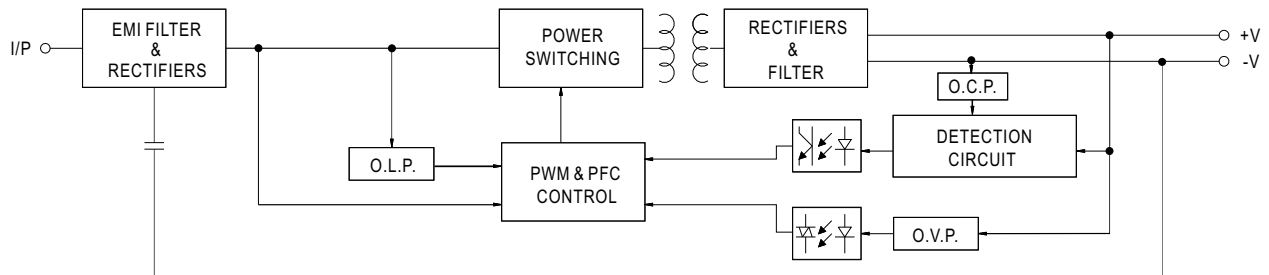 I/P
EMI FILTER
&
RECTIFIERS
POWER
SWITCHING
RECTIFIERS
&
FILTER
+V
-V
O.C.P.
DETECTION
CIRCUIT
O.L.P.
PWM & PFC
CONTROL
O.V.P.